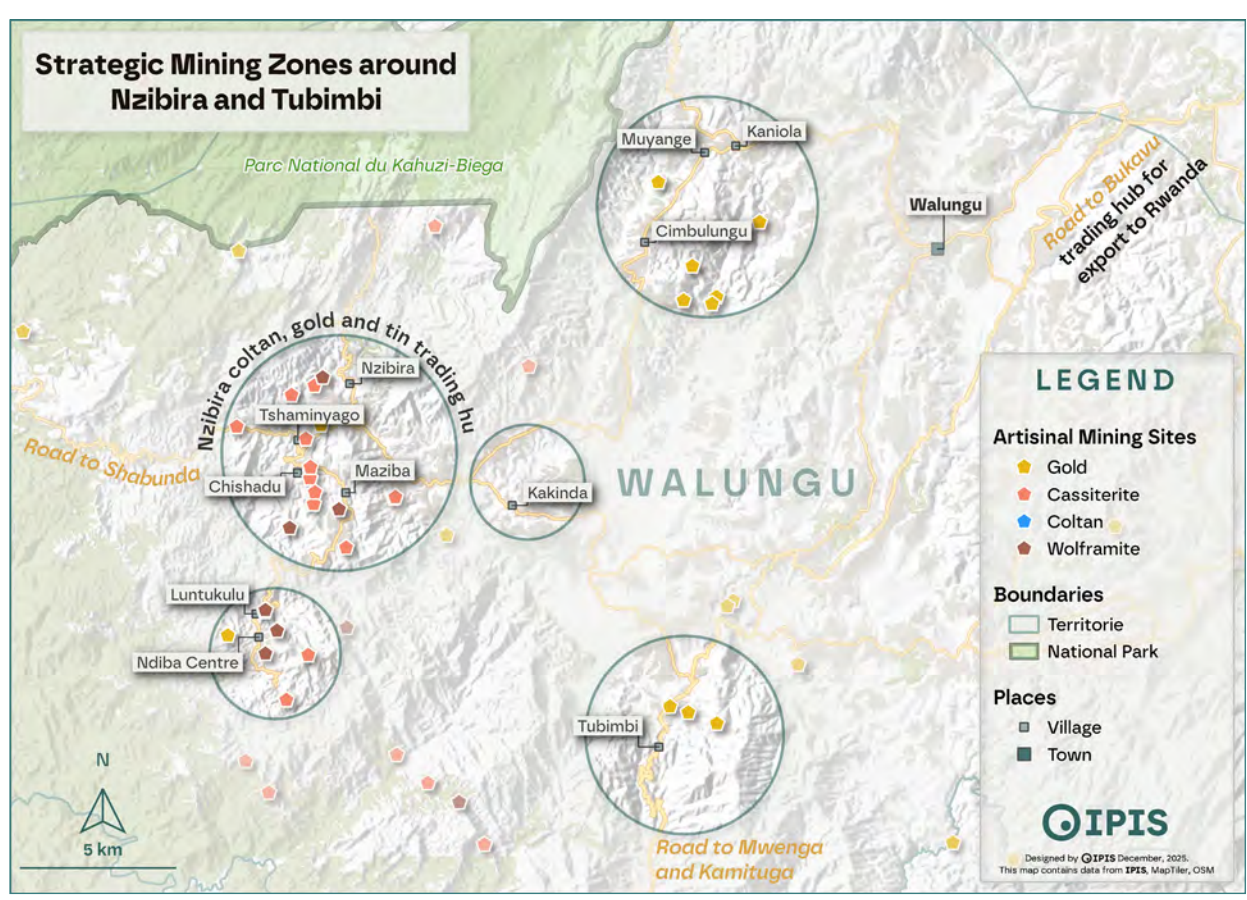 Strategic Mining Zones around
Nzibira and Tubimbi
Parc National du Kahuzi-Biega
Muyange
Kaniola
Cimbulungu
Walungu
Road to Bukavu
trading hub for
export to Rwanda
Nzibira coltan, gold and tin trading hu
Nzibira
Tshaminyago
Road to Shabunda
Chishadu
Maziba
Kakinda
WALUNGU
Luntukulu
Ndiba Centre
Tubimbi
Road to Mwenga
and Kamituga
N
5 km
LEGEND
Artisinal Mining Sites
Gold
Cassiterite
Coltan
Wolframite
Boundaries
Territorie
National Park
Places
Village
Town
IPIS
Designed by IPIS December, 2025.
This map contains data from IPIS, MapTiler, OSM